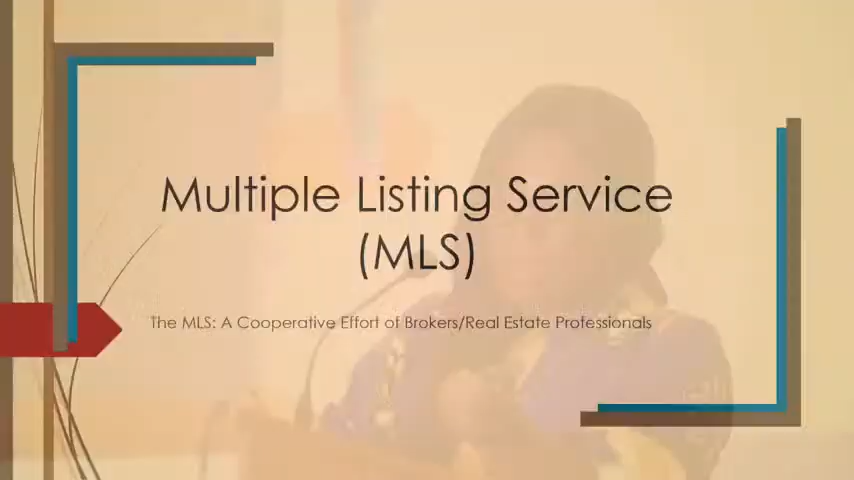 Multiple Listing Service
(MLS)
The MLS: A Cooperative Effort of Brokers/Real Estate Professionals